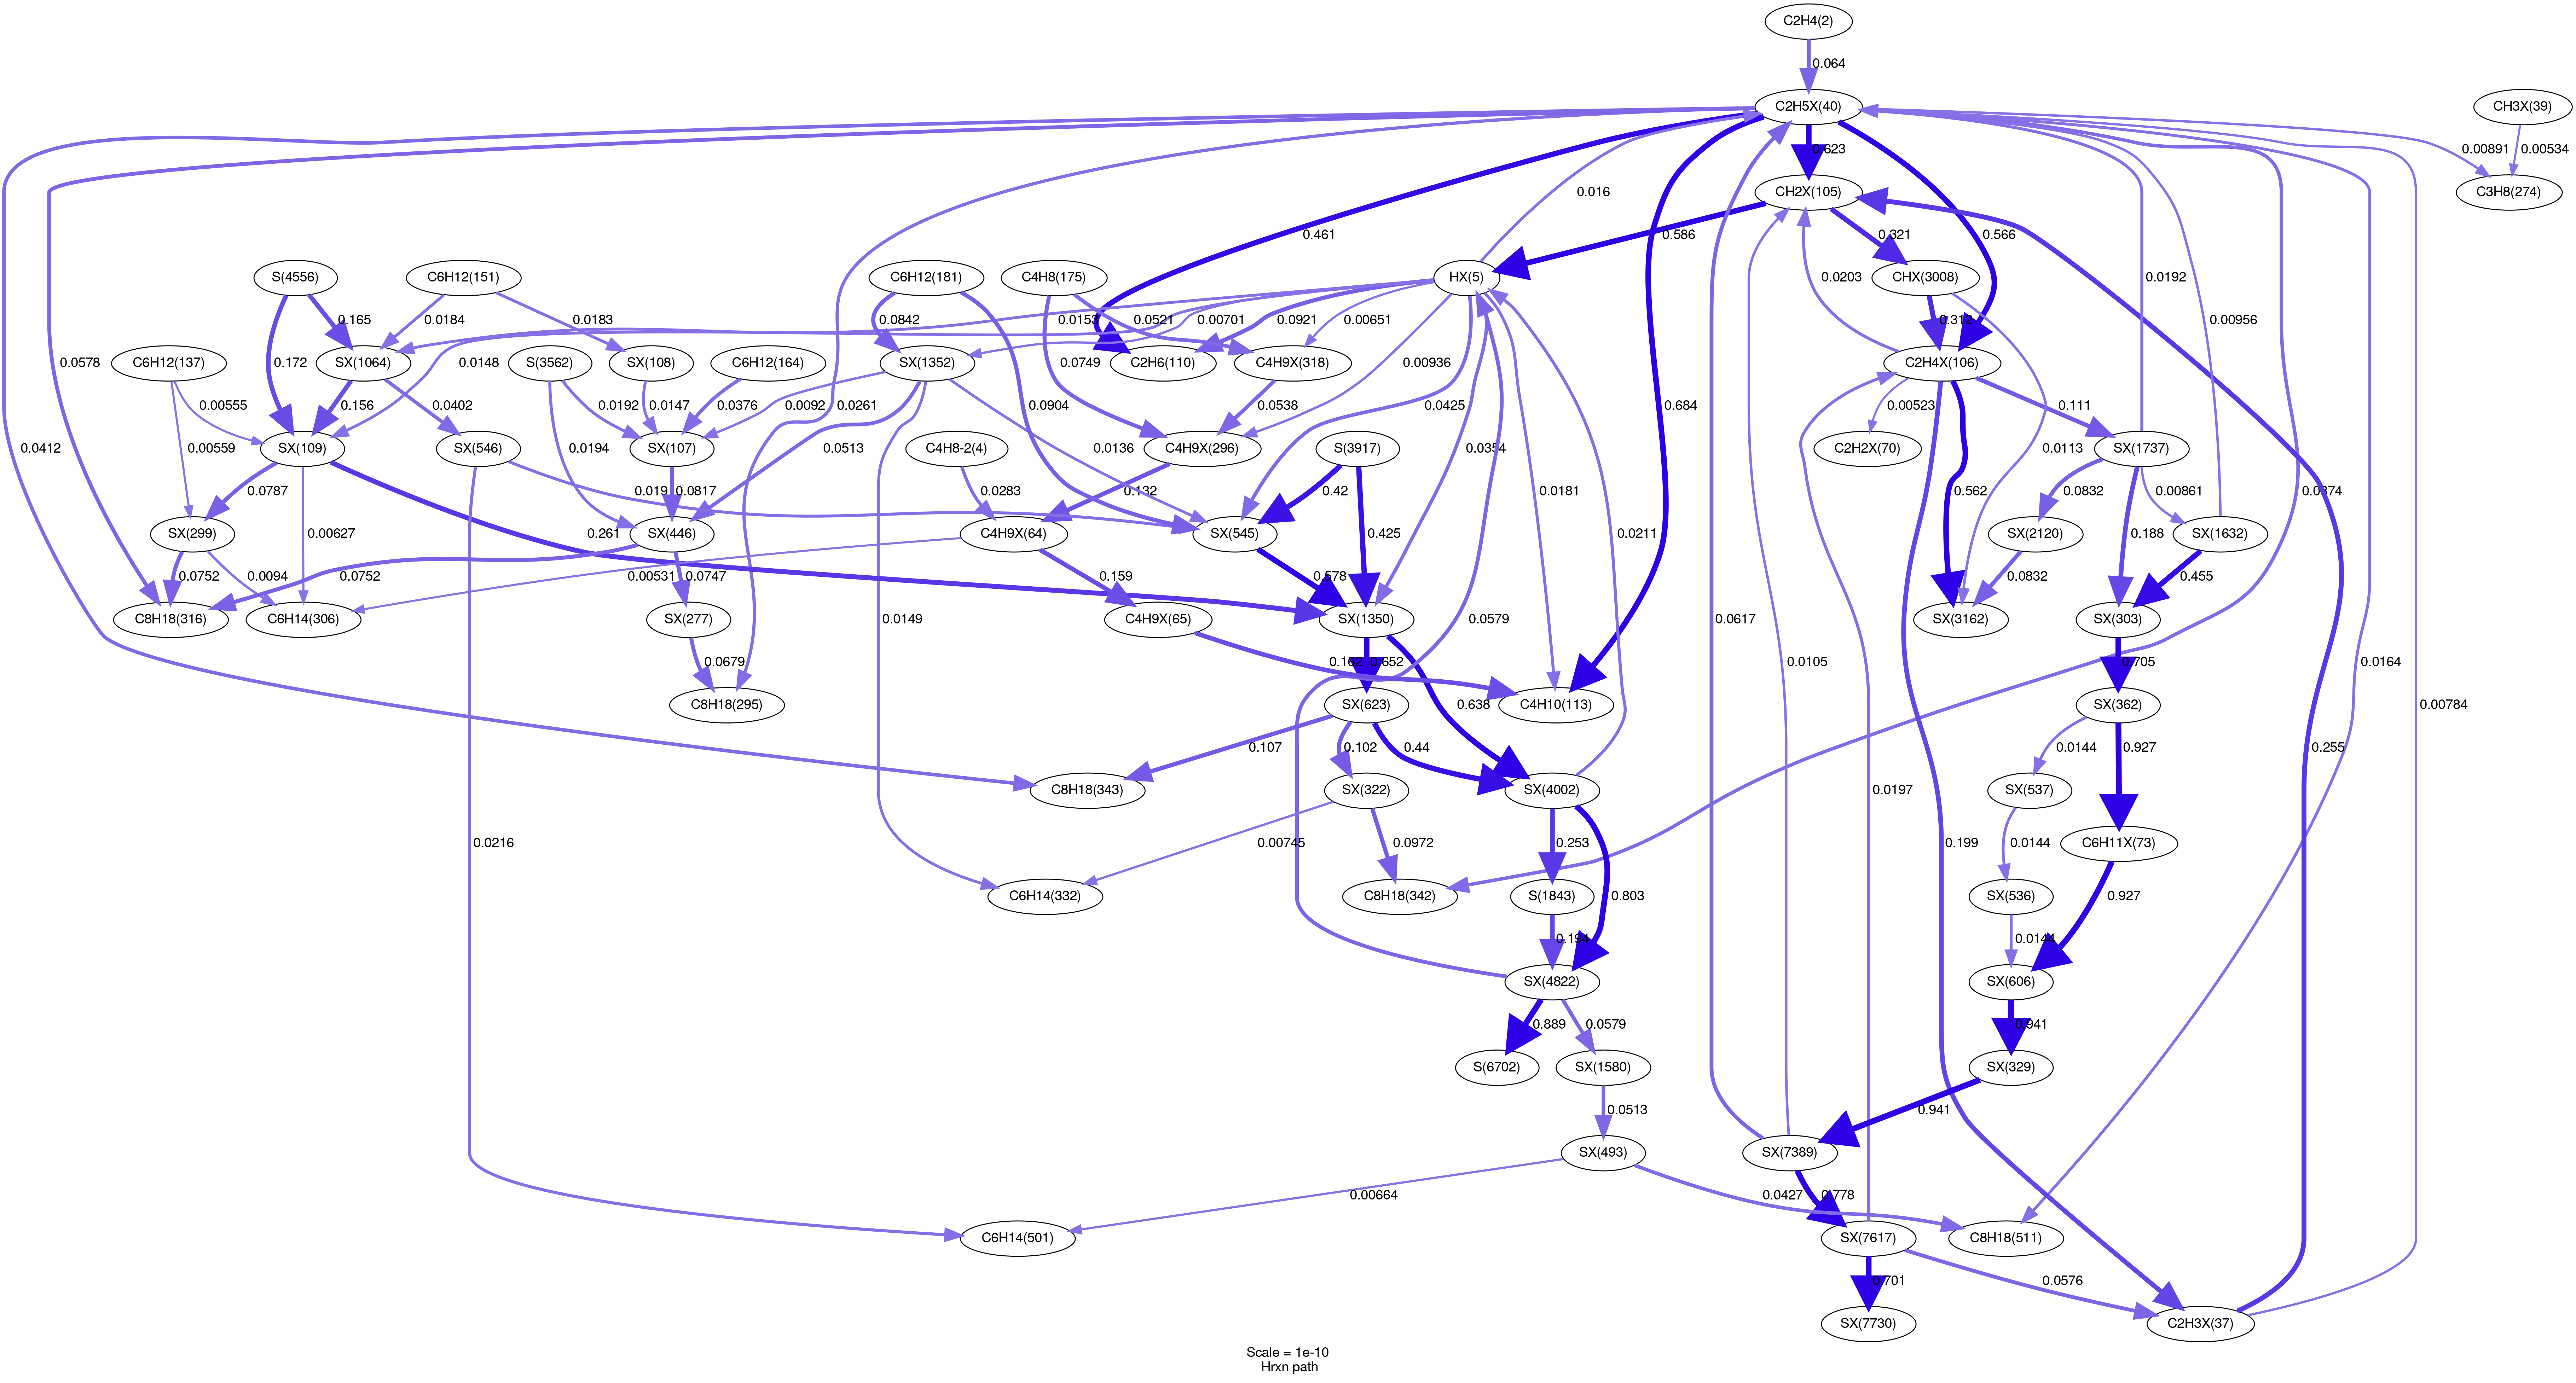 C2H4(2)
0.064
C2H5X(40)
CH3X(39)
0.623
0.00891
0.00534
CH2X(105)
C3H8(274)
0.016
0.461
0.586
0.321
0.566
0.0203
0.0192
S(4556)
C6H12(151)
C6H12(181)
C4H8(175)
HX(5)
CHX(3008)
0.165
0.0184
0.0183
0.0842
0.0153
0.0521
0.00701
0.0921
0.00651
0.312
0.00956
C6H12(137)
SX(1064)
S(3562)
SX(108)
C6H12(164)
SX(1352)
C2H6(110)
C4H9X(318)
C2H4X(106)
0.0578
0.172
0.0148
0.0749
0.00936
0.00555
0.156
0.0402
0.0192
0.0147
0.0376
0.0092
0.0261
0.0904
0.0538
0.0425
0.684
0.00523
0.111
0.0412
0.00559
SX(109)
SX(546)
0.0194
SX(107)
0.0513
C4H8-2(4)
0.0136
C4H9X(296)
S(3917)
0.0354
C2H2X(70)
0.0113
SX(1737)
0.0787
0.019
0.0817
0.0283
0.132
0.42
0.425
0.0181
0.0211
0.562
0.0832
0.188
0.00861
0.0374
SX(299)
0.00627
0.261
SX(446)
C4H9X(64)
SX(545)
SX(2120)
SX(1632)
0.0752
0.0094
0.0752
0.0747
0.00531
0.159
0.578
0.0832
0.455
C8H18(316)
C6H14(306)
SX(277)
0.0149
C4H9X(65)
SX(1350)
0.0579
0.0617
0.0105
SX(3162)
SX(303)
0.0164
0.0679
0.162
0.652
0.705
C8H18(295)
SX(623)
0.638
C4H10(113)
SX(362)
0.00784
0.107
0.102
0.44
0.0144
0.927
0.255
C8H18(343)
SX(322)
SX(4002)
0.0197
SX(537)
0.0216
0.00745
0.0972
0.253
0.199
0.0144
C6H11X(73)
C6H14(332)
C8H18(342)
S(1843)
0.803
SX(536)
0.927
0.194
0.0144
SX(4822)
SX(606)
0.889
0.0579
0.941
S(6702)
SX(1580)
SX(329)
0.0513
0.941
SX(493)
SX(7389)
0.00664
0.0427
0.778
C6H14(501)
SX(7617)
C8H18(511)
0.701
0.0576
SX(7730)
C2H3X(37)
Scale = 1e-10
Hrxn path